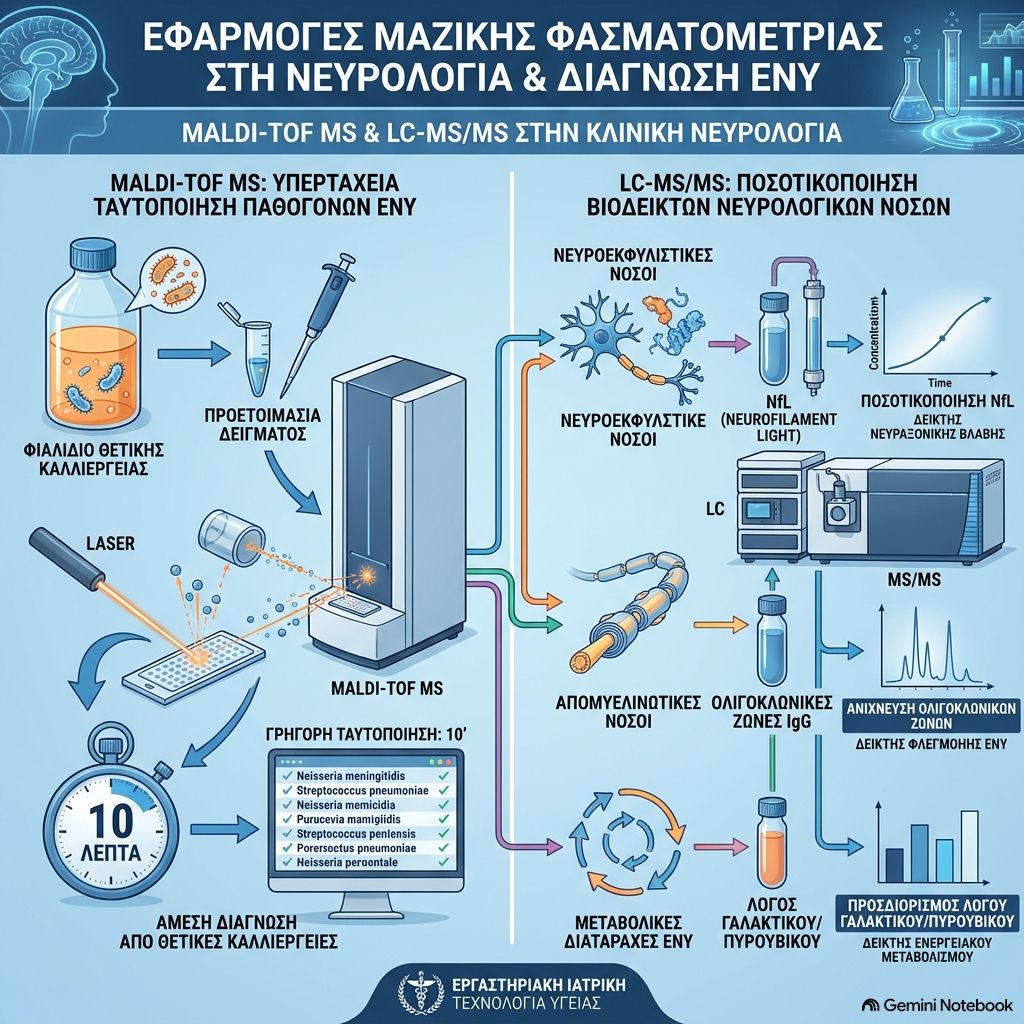 ΕΦΑΡΜΟΓΕΣ ΜΑΖΙΚΗΣ ΦΑΣΜΑΤΟΜΕΤΡΙΑΣ
ΣΤΗ ΝΕΥΡΟΛΟΓΙΑ & ΔΙΑΓΝΩΣΗ ΕΝΥ
MALDI-TOF MS & LC-MS/MS ΣΤΗΝ ΚΛΙΝΙΚΗ ΝΕΥΡΟΛΟΓΙΑ
MALDI-TOF MS: ΥΠΕΡΤΑΧΕΙΑ
ΤΑΥΤΟΠΟΙΗΣΗ ΠΑΘΟΓΟΝΩΝ ΕΝΥ
ΦΙΑΛΙΔΙΟ ΘΕΤΙΚΗΣ
ΚΑΛΛΙΕΡΓΕΙΑΣ
ΠΡΟΕΤΟΙΜΑΣΙΑ
ΔΕΙΓΜΑΤΟΣ
LASER
MALDI-TOF MS
10
ΛΕΠΤΑ
ΓΡΗΓΟΡΗ ΤΑΥΤΟΠΟΙΗΣΗ: 10'
Neisseria meningitidis
Streptococcus pneumoniae
Neisseria memicidia
Purucevia mamigiidis
Streptococcus penlensis
Porersoctus pneumoniae
Neisseria peroontale
ΑΜΕΣΗ ΔΙΑΓΝΩΣΗ
ΑΠΟ ΘΕΤΙΚΕΣ ΚΑΛΛΙΕΡΓΕΙΕΣ
LC-MS/MS: ΠΟΣΟΤΙΚΟΠΟΙΗΣΗ
ΒΙΟΔΕΙΚΤΩΝ ΝΕΥΡΟΛΟΓΙΚΩΝ ΝΟΣΩΝ
ΝΕΥΡΟΕΚΦΥΛΙΣΤΙΚΕΣ
ΝΟΣΟΙ
ΝΕΥΡΟΕΚΦΥΛΣΤΙΚΕ
ΝΟΣΟΙ
NfL
(NEUROFILAMENT
LIGHT)
Concentration
Time
ΠΟΣΟΤΙΚΟΠΟΙΗΣΗ NfL
ΔΕΙΚΤΗΣ
ΝΕΥΡΑΞΟΝΙΚΗΣ ΒΛΑΒΗΣ
LC
MS/MS
ΑΠΟΜΥΕΛΙΝΩΤΙΚΕΣ
ΝΟΣΟΙ
ΟΛΙΓΟΚΛΩΝΙΚΕΣ
ΖΩΝΕΣ IgG
ΑΝΙΧΝΕΥΣΗ ΟΛΙΓΟΚΛΩΝΙΚΩΝ
ΖΩΝΩΝ
ΔΕΙΚΤΗΣ ΦΛΕΓΜΟΝΗΣ ΕΝΥ
ΜΕΤΑΒΟΛΙΚΕΣ
ΔΙΑΤΑΡΑΧΕΣ ΕΝΥ
ΛΟΓΟΣ
ΓΑΛΑΚΤΙΚΟΥ/
ΠΥΡΟΥΒΙΚΟΥ
ΠΡΟΣΔΙΟΡΙΣΜΟΣ ΛΟΓΟΥ
ΓΑΛΑΚΤΙΚΟΥ/ΠΥΡΟΥΒΙΚΟΥ
ΔΕΙΚΤΗΣ ΕΝΕΡΓΕΙΑΚΟΥ
ΜΕΤΑΒΟΛΙΣΜΟΥ
ΕΡΓΑΣΤΗΡΙΑΚΗ ΙΑΤΡΙΚΗ
ΤΕΧΝΟΛΟΓΙΑ ΥΓΕΙΑΣ
Gemini Notebook